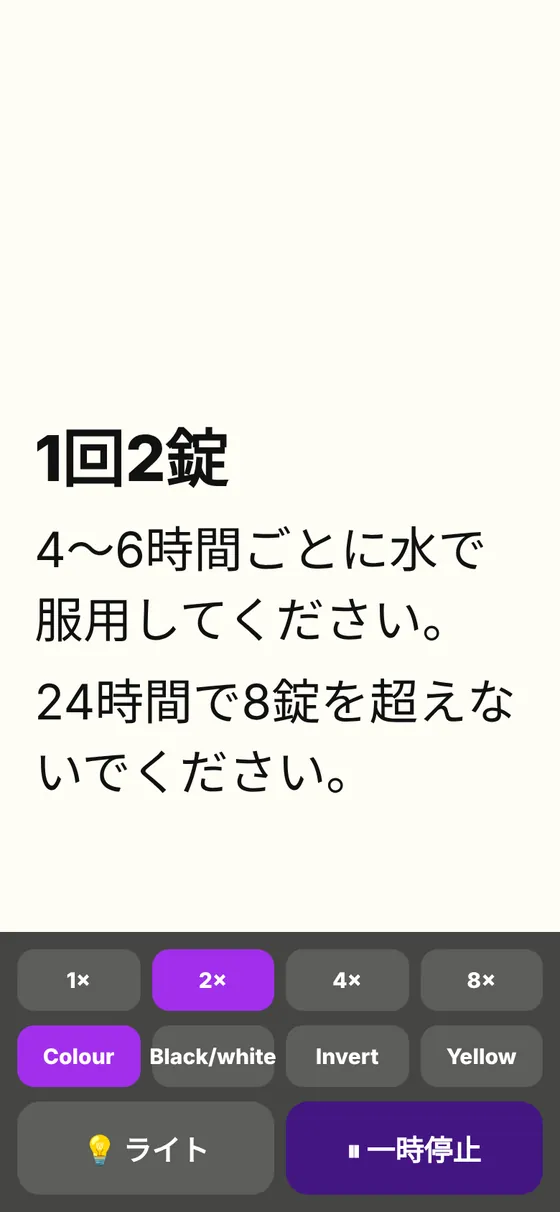 1回2錠
4〜6時間ごとに水で
服用してください。
24時間で8錠を超えな
いでください。
1×
2×
4×
8×
Colour
Black/white
Invert
Yellow
💡 ライト
⏸ 一時停止